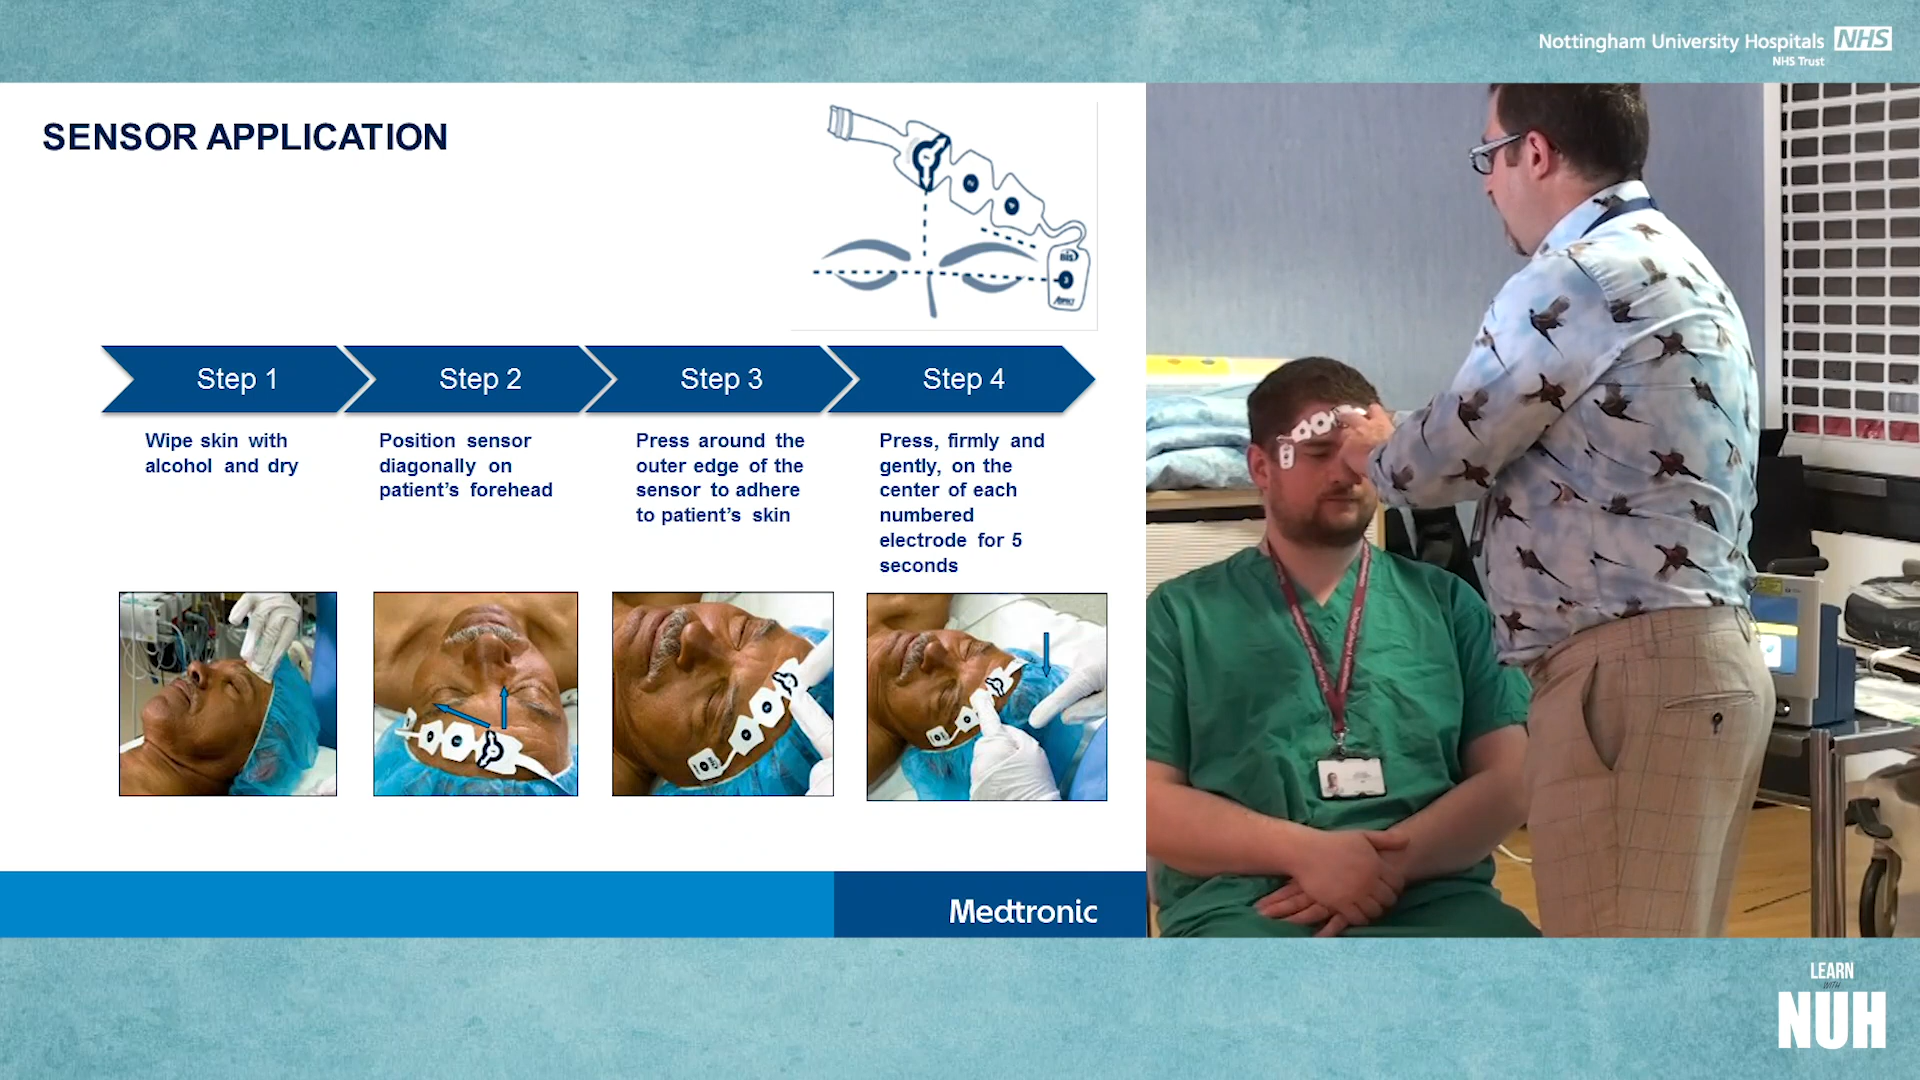 Nottingham University Hospitals NHS
NHS Trust
SENSOR APPLICATION
BIS
Step 1
Step 2
Step 3
Step 4
Wipe skin with
alcohol and dry
Position sensor
diagonally on
patient's forehead
Press around the
outer edge of the
sensor to adhere
to patient's skin
Press, firmly and
gently, on the
center of each
numbered
electrode for 5
seconds
Medtronic
LEARN
WITH
NUH